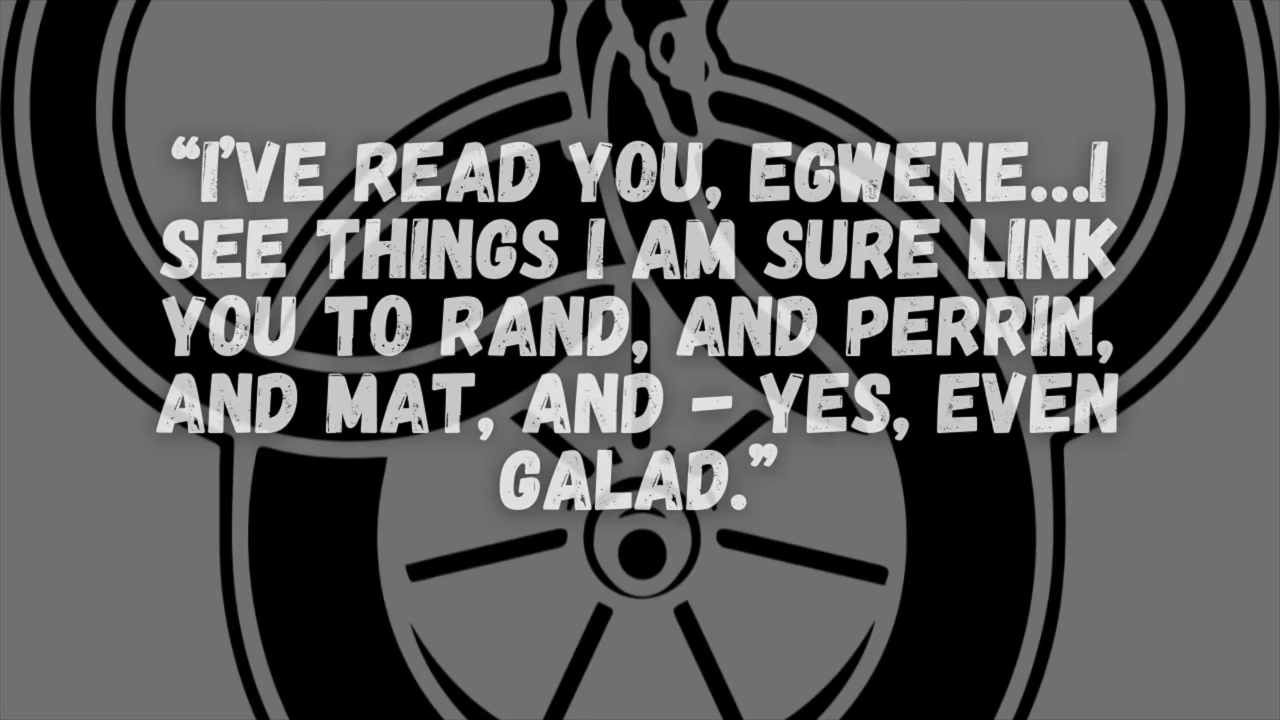 “I’VE READ YOU, EGWENE...I
SEE THINGS I AM SURE LINK
YOU TO RAND, AND PERRIN,
AND MAT, AND – YES, EVEN
GALAD.”